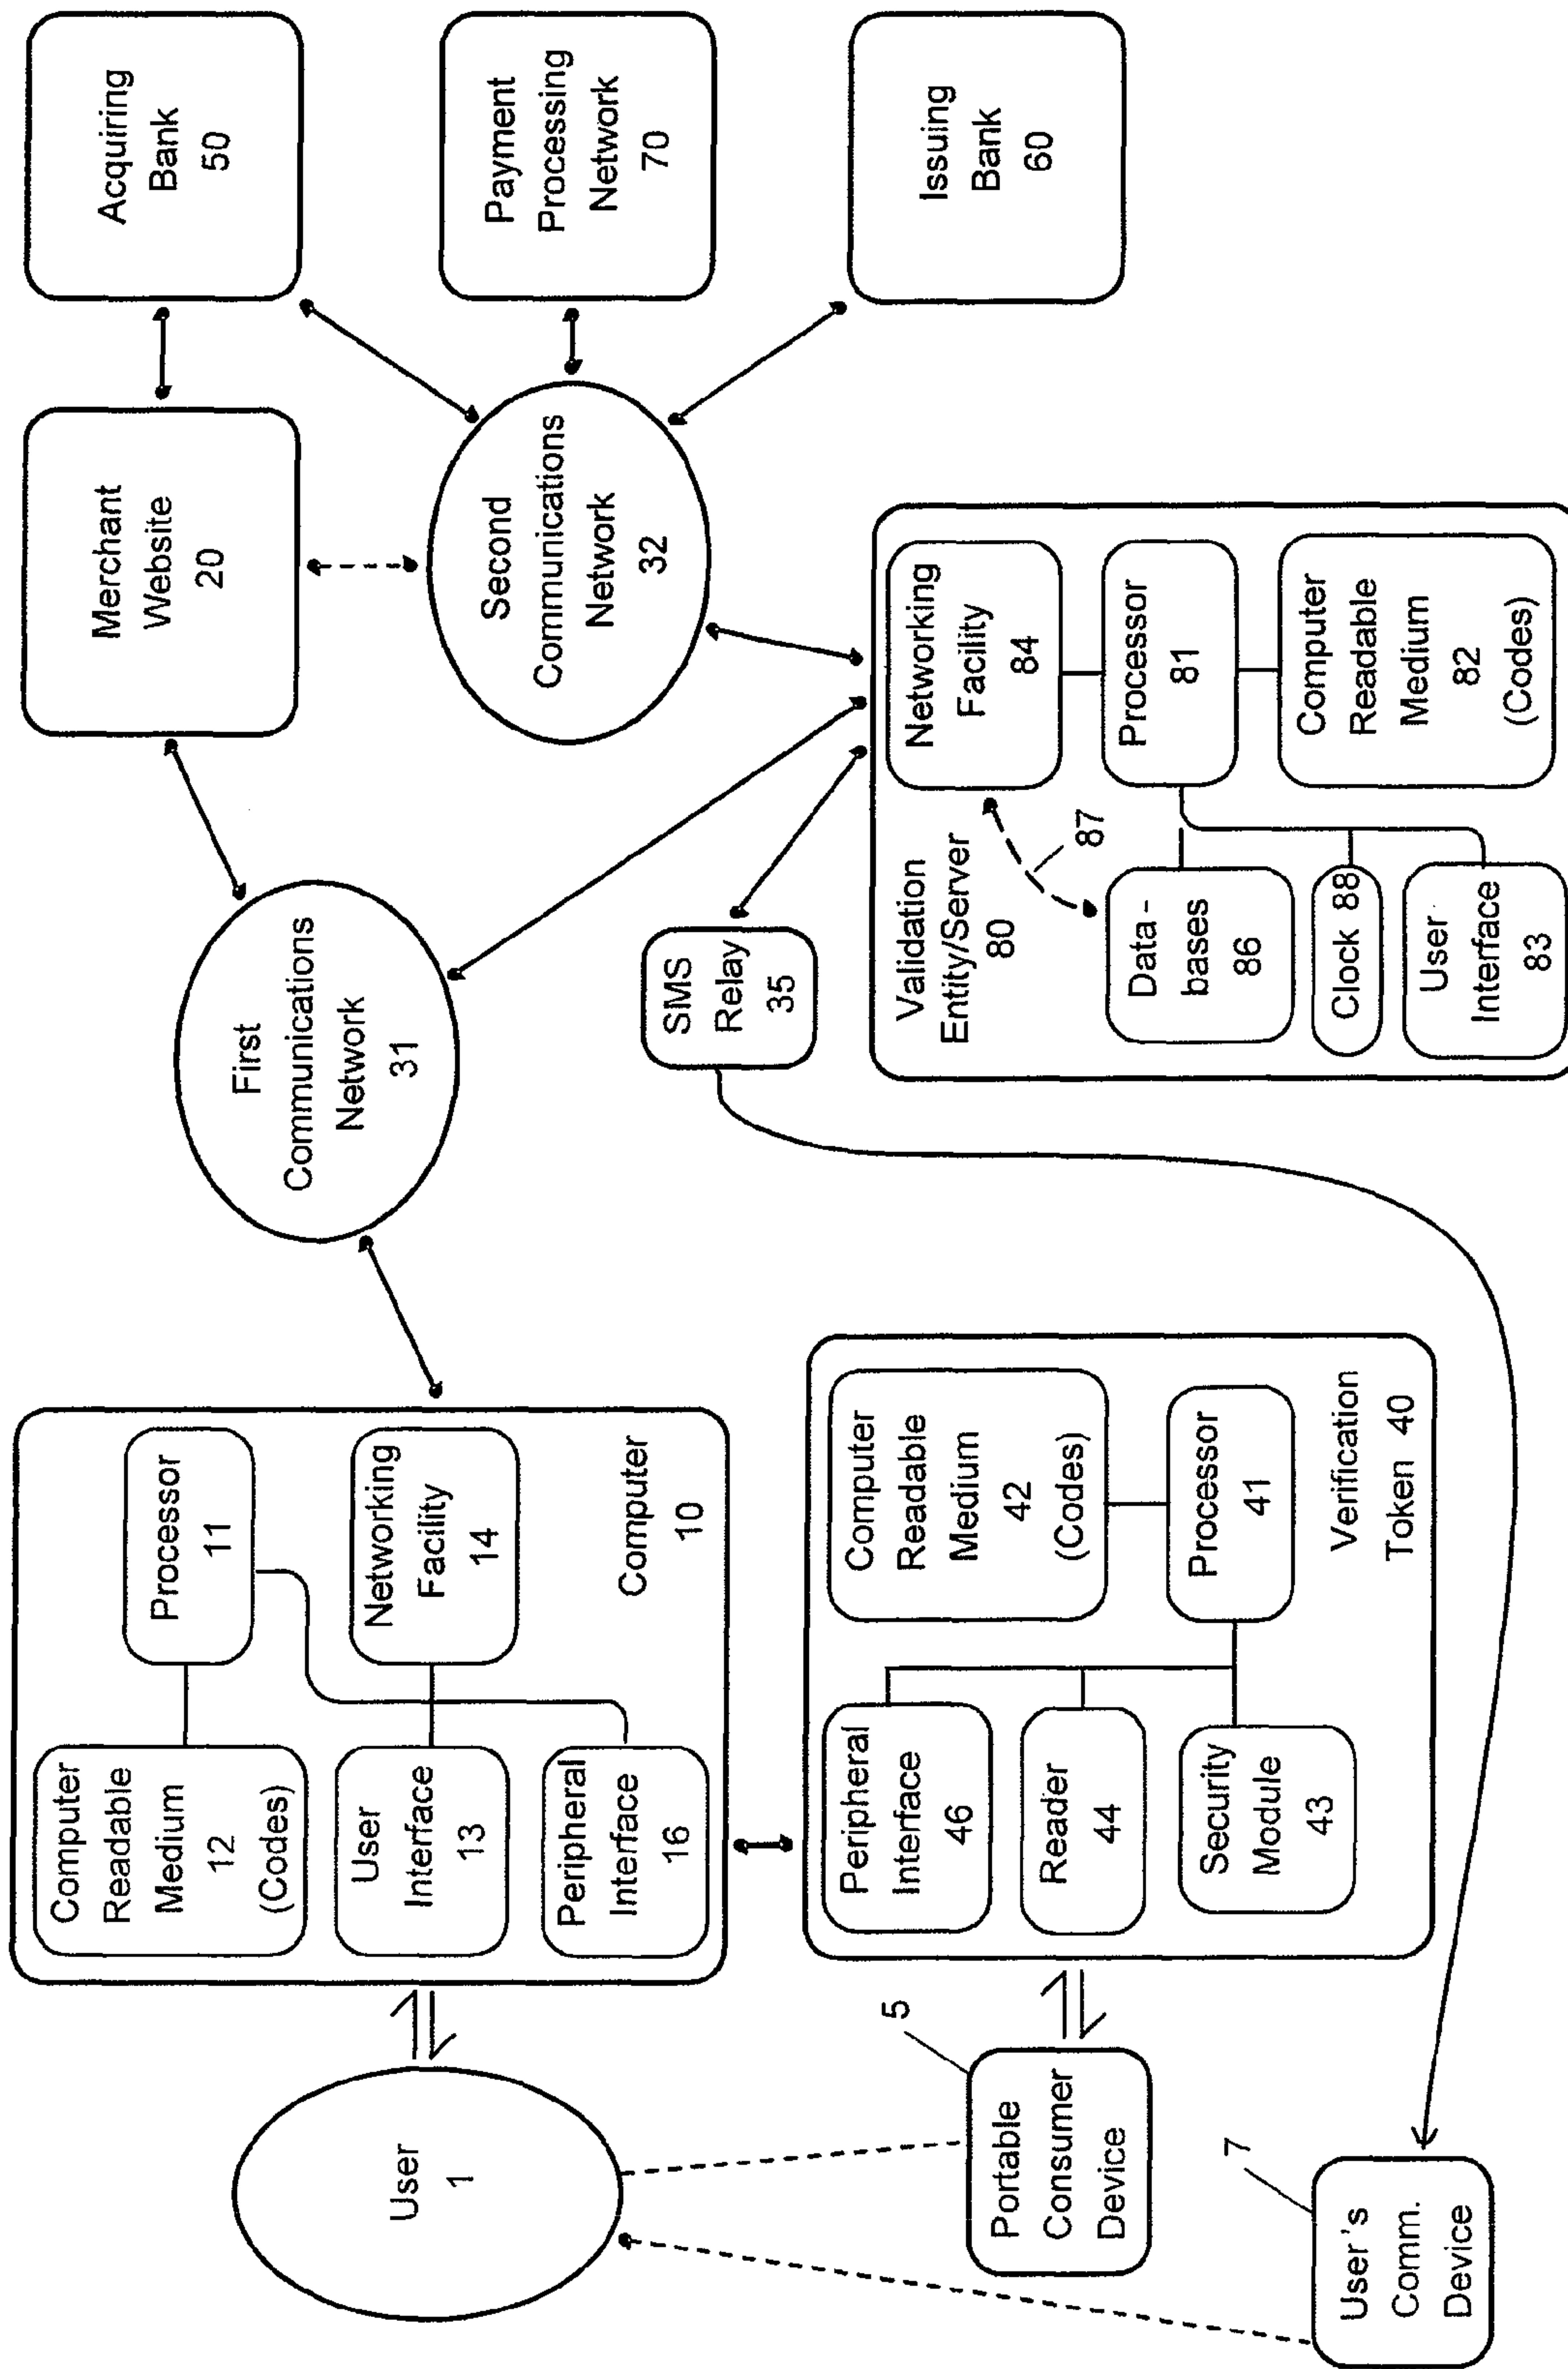 User
1
Computer
Readable
Medium
12
(Codes)
Processor
11
User
Interface
13
Networking
Facility
14
Peripheral
Interface
16
Computer
10
First
Communications
Network
31
Merchant
Website
20
Acquiring
Bank
50
Second
Communications
Network
32
Payment
Processing
Network
70
Issuing
Bank
60
SMS
Relay
35
Portable
Consumer
Device
5
Peripheral
Interface
46
Reader
44
Security
Module
43
Computer
Readable
Medium
42
(Codes)
Processor
41
Verification
Token 40
Validation
Entity/Server
80
Networking
Facility
84
87
Data-
bases
86
Processor
81
Clock 88
User
Interface
83
Computer
Readable
Medium
82
(Codes)
User's
Comm.
Device
7